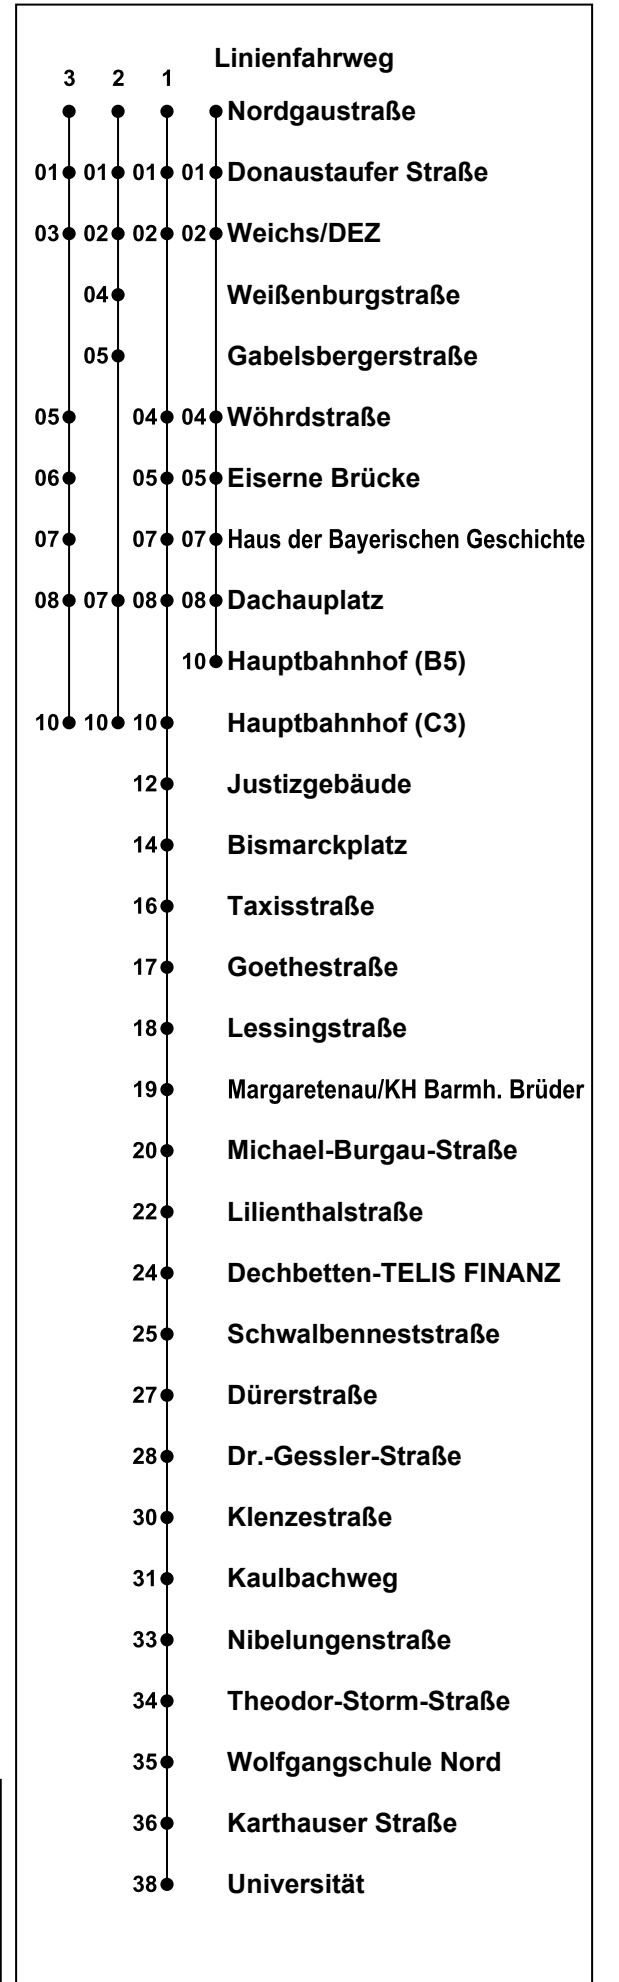 Linienfahrweg
3 2 1
Nordgaustraße
01 01 01 01 Donaustaufer Straße
03 02 02 02 Weichs/DEZ
04 Weißenburgstraße
05 Gabelsbergerstraße
05 04 04 Wöhrdstraße
06 05 05 Eiserne Brücke
07 07 07 Haus der Bayerischen Geschichte
08 07 08 08 Dachauplatz
10 Hauptbahnhof (B5)
10 10 10 Hauptbahnhof (C3)
12 Justizgebäude
14 Bismarckplatz
16 Taxisstraße
17 Goethestraße
18 Lessingstraße
19 Margaretenau/KH Barmh. Brüder
20 Michael-Burgau-Straße
22 Lilienthalstraße
24 Dechbetten-TELIS FINANZ
25 Schwalbenneststraße
27 Dürerstraße
28 Dr.-Gessler-Straße
30 Klenzestraße
31 Kaulbachweg
33 Nibelungenstraße
34 Theodor-Storm-Straße
35 Wolfgangschule Nord
36 Karthauser Straße
38 Universität